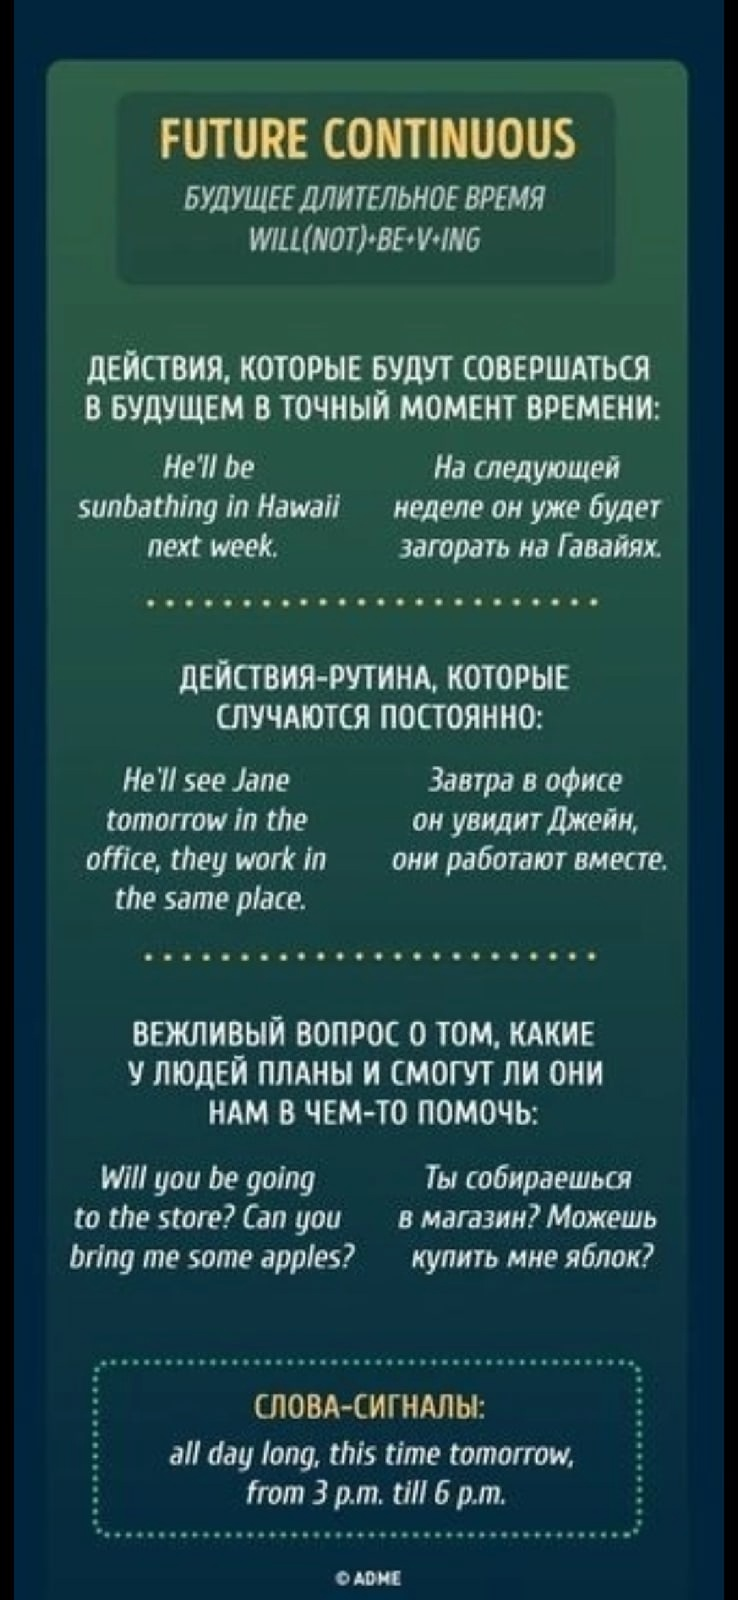 FUTURE CONTINUOUS
БУДУЩЕЕ ДЛИТЕЛЬНОЕ ВРЕМЯ
WILL(NOT)+BE+V+ING
ДЕЙСТВИЯ, КОТОРЫЕ БУДУТ СОВЕРШАТЬСЯ
В БУДУЩЕМ В ТОЧНЫЙ МОМЕНТ ВРЕМЕНИ:
He'll be
sunbathing in Hawaii
next week.
На следующей
неделе он уже будет
загорать на Гавайях.
ДЕЙСТВИЯ-РУТИНА, КОТОРЫЕ
СЛУЧАЮТСЯ ПОСТОЯННО:
He'll see Jane
tomorrow in the
office, they work in
the same place.
Завтра в офисе
он увидит Джейн,
они работают вместе.
ВЕЖЛИВЫЙ ВОПРОС О ТОМ, КАКИЕ
У ЛЮДЕЙ ПЛАНЫ И СМОГУТ ЛИ ОНИ
НАМ В ЧЕМ-ТО ПОМОЧЬ:
Will you be going
to the store? Can you
bring me some apples?
Ты собираешься
в магазин? Можешь
купить мне яблок?
СЛОВА-СИГНАЛЫ:
all day long, this time tomorrow,
from 3 p.m. till 6 p.m.
© ADME